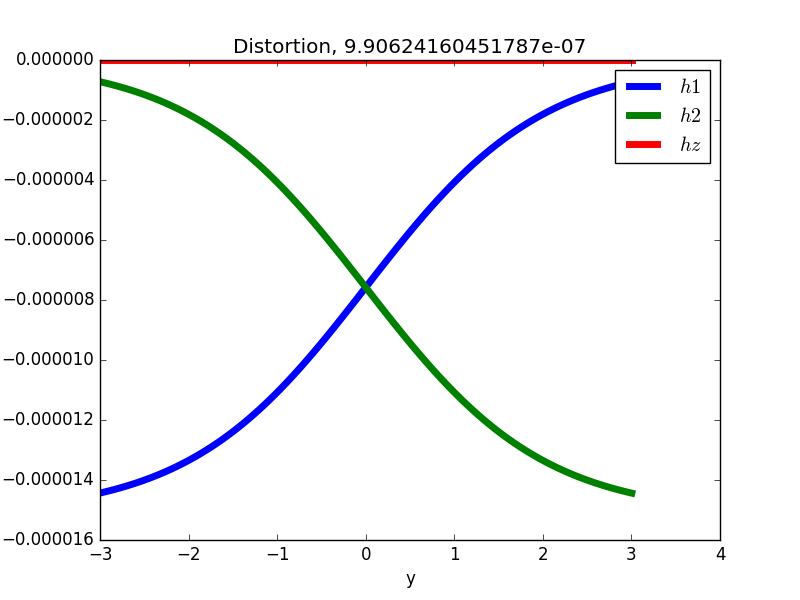 Distortion, 9.90624160451787e-07
0.000000
−0.000002
−0.000004
−0.000006
−0.000008
−0.000010
−0.000012
−0.000014
−0.000016
h1
h2
hz
−3 −2 −1 0 1 2 3 4
y